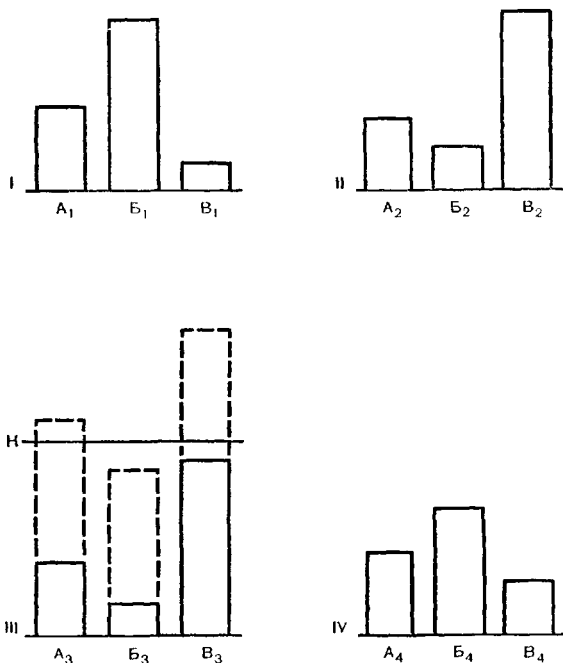 I
А₁ Б₁ В₁
II
А₂ Б₂ В₂
Н
III
А₃ Б₃ В₃
IV
А₄ Б₄ В₄